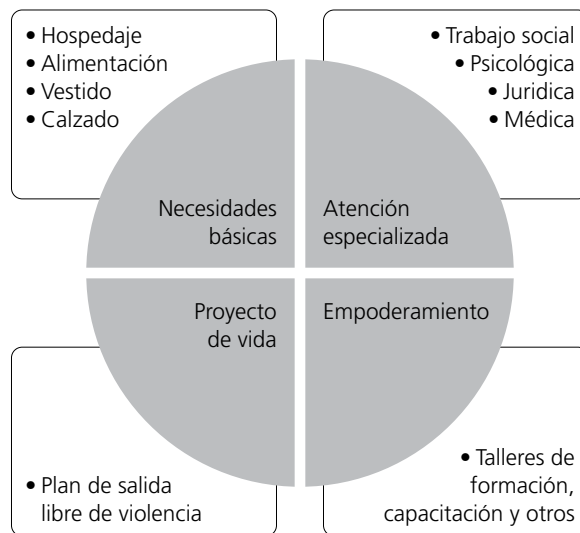 • Hospedaje
• Alimentación
• Vestido
• Calzado
• Trabajo social
• Psicológica
• Juridica
• Médica
Necesidades
básicas
Atención
especializada
Proyecto
de vida
Empoderamiento
• Plan de salida
libre de violencia
• Talleres de
formación,
capacitación y otros